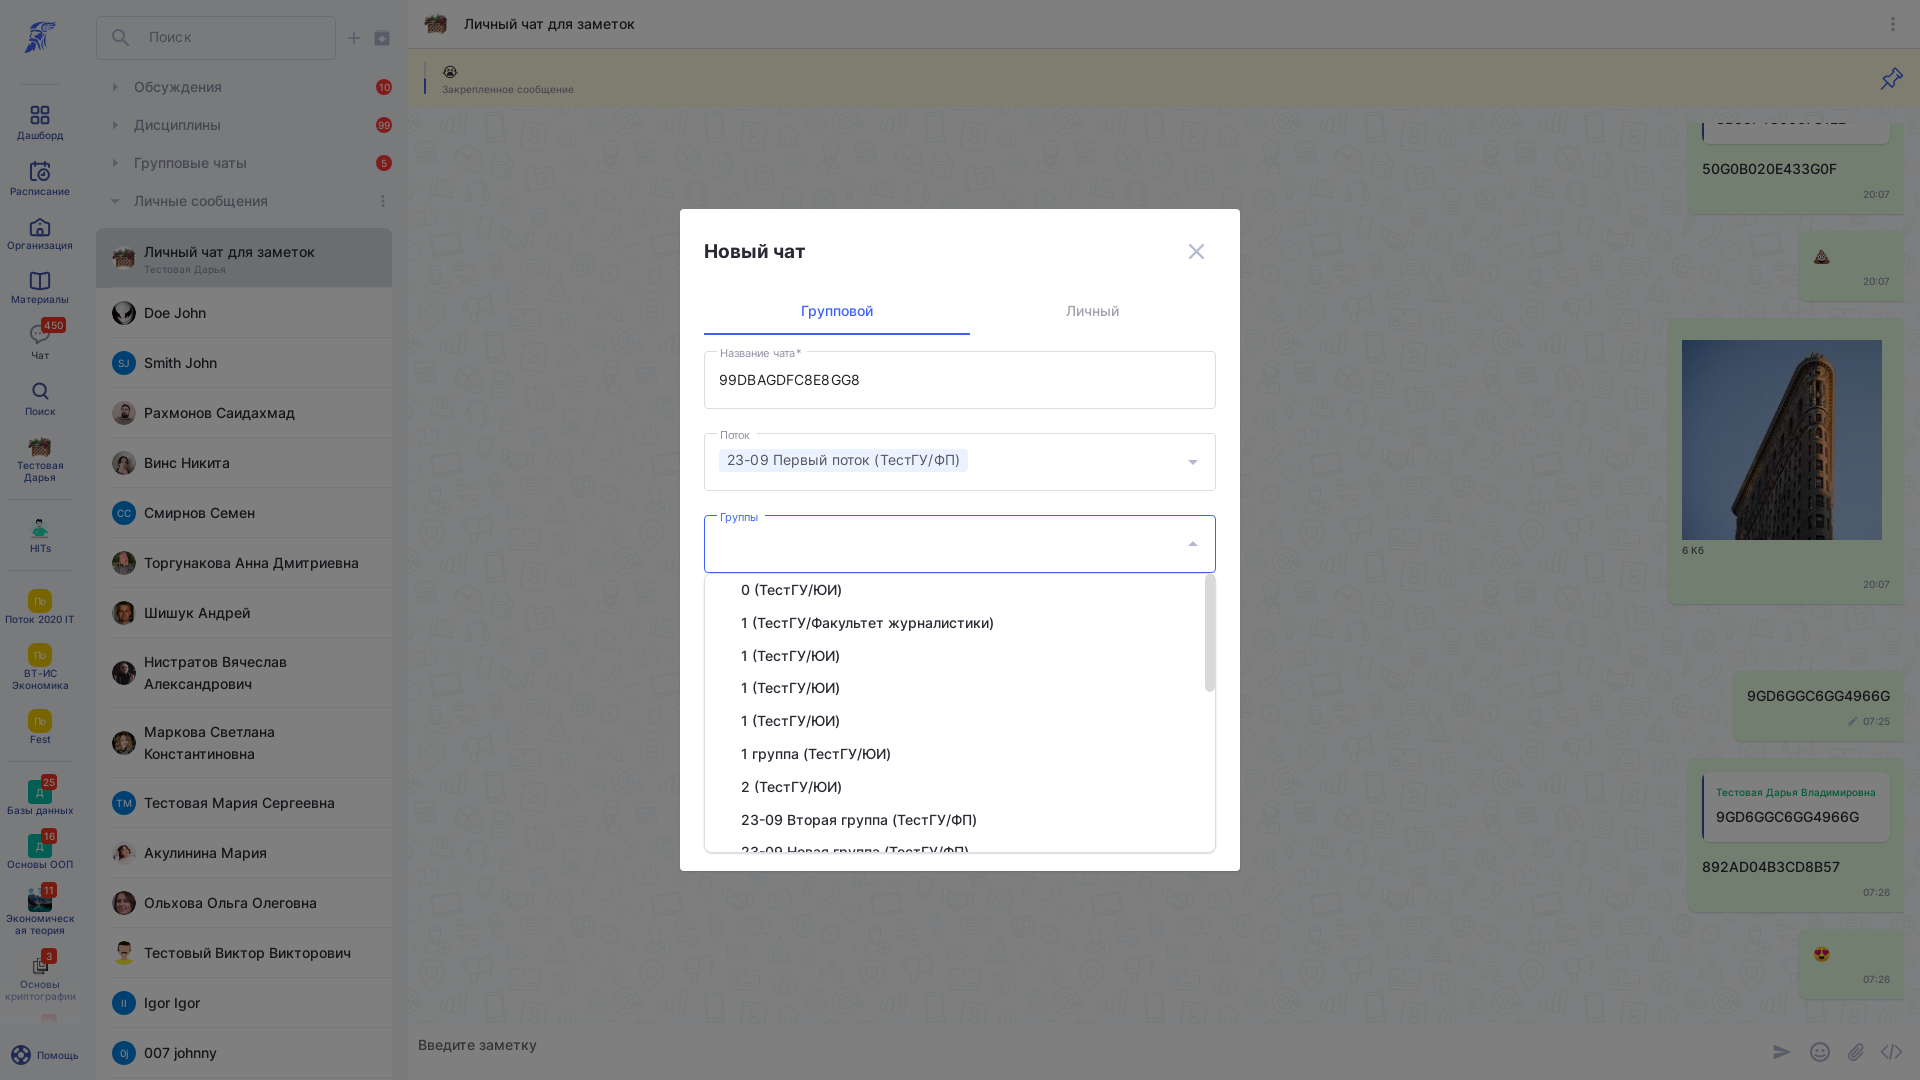 Дашборд
Расписание
Организация
Материалы
450
Чат
Поиск
Тестовая
Дарья
HITs
По
Поток 2020 IT
По
ВТ-ИС
Экономика
По
Fest
25
Д
Базы данных
16
Д
Основы ООП
11
Экономическ
ая теория
3
Основы
криптографии
Помощь
Поиск
Обсуждения
10
Дисциплины
99
Групповые чаты
5
Личные сообщения
Личный чат для заметок
Тестовая Дарья
Doe John
SJ
Smith John
Рахмонов Саидахмад
Винс Никита
СС
Смирнов Семен
Торгунакова Анна Дмитриевна
Шишук Андрей
Нистратов Вячеслав
Александрович
Маркова Светлана
Константиновна
ТМ
Тестовая Мария Сергеевна
Акулинина Мария
Ольхова Ольга Олеговна
Тестовый Виктор Викторович
II
Igor Igor
0j
007 johnny
Личный чат для заметок
Закрепленное сообщение
50G0B020E433G0F
20:07
20:07
6 Кб
20:07
9GD6GGC6GG4966G
07:25
Тестовая Дарья Владимировна
9GD6GGC6GG4966G
892AD04B3CD8B57
07:26
07:26
Введите заметку
Новый чат
Групповой
Личный
Название чата*
99DBAGDFC8E8GG8
Поток
23-09 Первый поток (ТестГУ/ФП)
Группы
0 (ТестГУ/ЮИ)
1 (ТестГУ/Факультет журналистики)
1 (ТестГУ/ЮИ)
1 (ТестГУ/ЮИ)
1 (ТестГУ/ЮИ)
1 группа (ТестГУ/ЮИ)
2 (ТестГУ/ЮИ)
23-09 Вторая группа (ТестГУ/ФП)
23-09 Новая группа (ТестГУ/ФП)